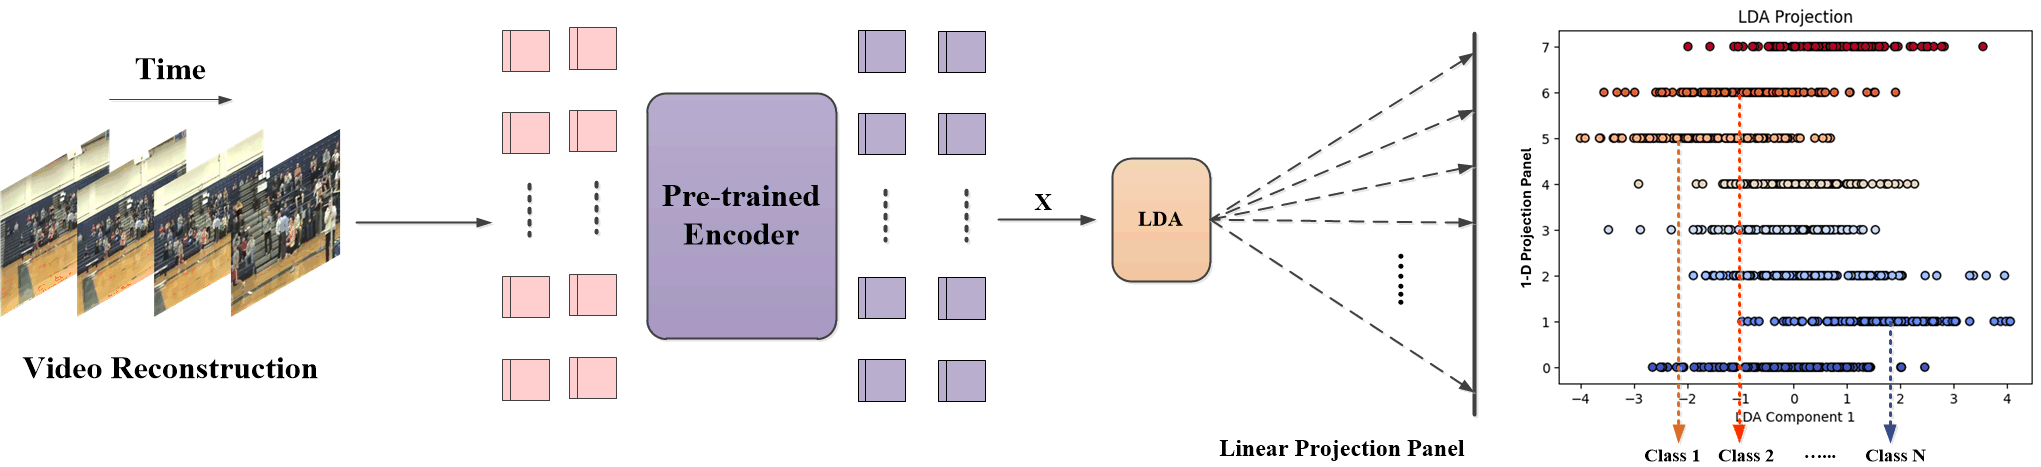 Time
Video Reconstruction
Pre-trained
Encoder
X
LDA
Linear Projection Panel
LDA Projection
1-D Projection Panel
7
6
5
4
3
2
1
0
−4 −3 −2 −1 0 1 2 3 4
LDA Component 1
Class 1 Class 2 ...... Class N